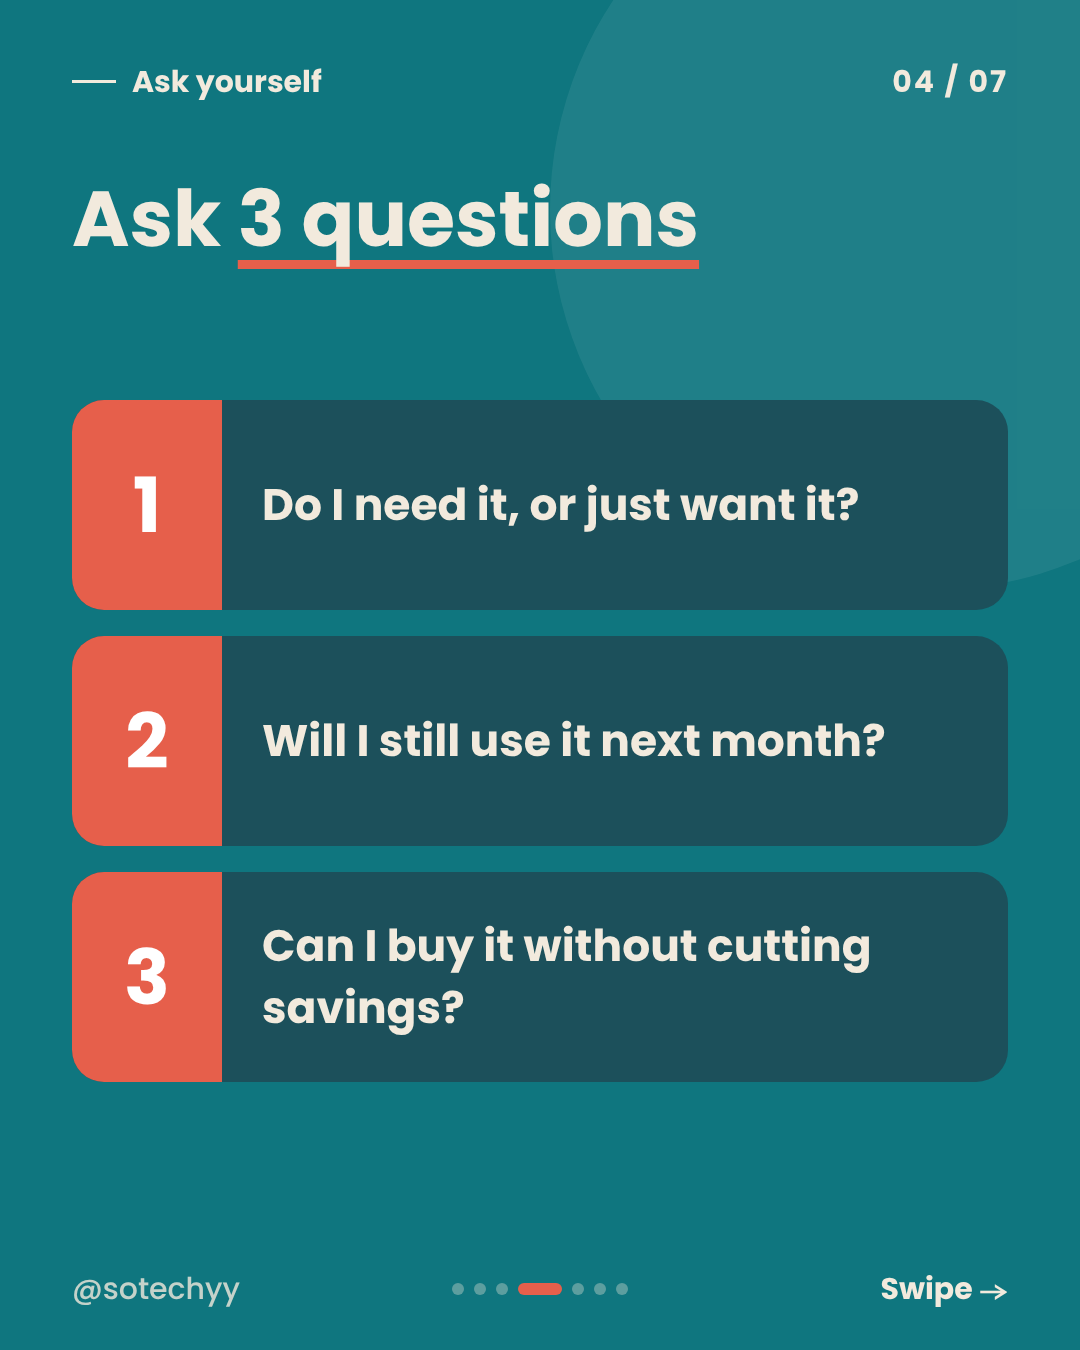 Ask yourself
04 / 07
Ask 3 questions
1
Do I need it, or just want it?
2
Will I still use it next month?
3
Can I buy it without cutting
savings?
@sotechyy
Swipe →